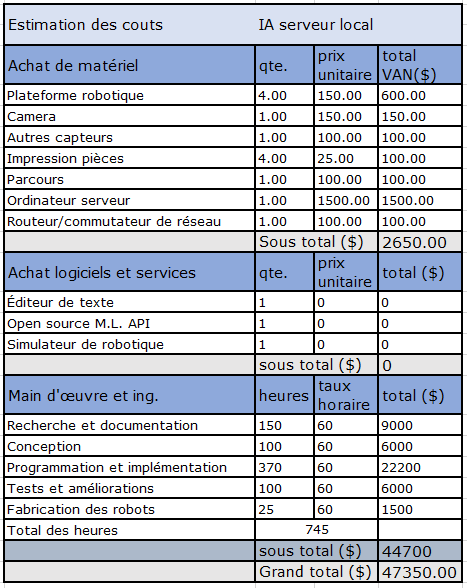 Estimation des couts IA serveur local
Achat de matériel qte. prix unitaire total VAN($)
Plateforme robotique 4.00 150.00 600.00
Camera 1.00 150.00 150.00
Autres capteurs 1.00 100.00 100.00
Impression pièces 4.00 25.00 100.00
Parcours 1.00 100.00 100.00
Ordinateur serveur 1.00 1500.00 1500.00
Routeur/commutateur de réseau 1.00 100.00 100.00
Sous total ($) 2650.00
Achat logiciels et services qte. prix unitaire total ($)
Éditeur de texte 1 0 0
Open source M.L. API 1 0 0
Simulateur de robotique 1 0 0
sous total ($) 0
Main d'œuvre et ing. heures taux horaire total ($)
Recherche et documentation 150 60 9000
Conception 100 60 6000
Programmation et implémentation 370 60 22200
Tests et améliorations 100 60 6000
Fabrication des robots 25 60 1500
Total des heures 745
sous total ($) 44700
Grand total ($) 47350.00